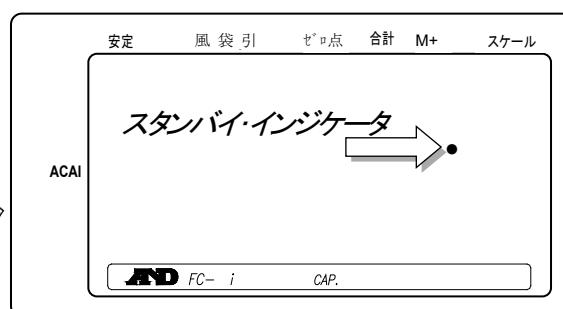 安定 風袋引 ｾﾞﾛ点 合計 M+ スケール
スタンバイ･インジケータ
ACAI
AND FC- i CAP.